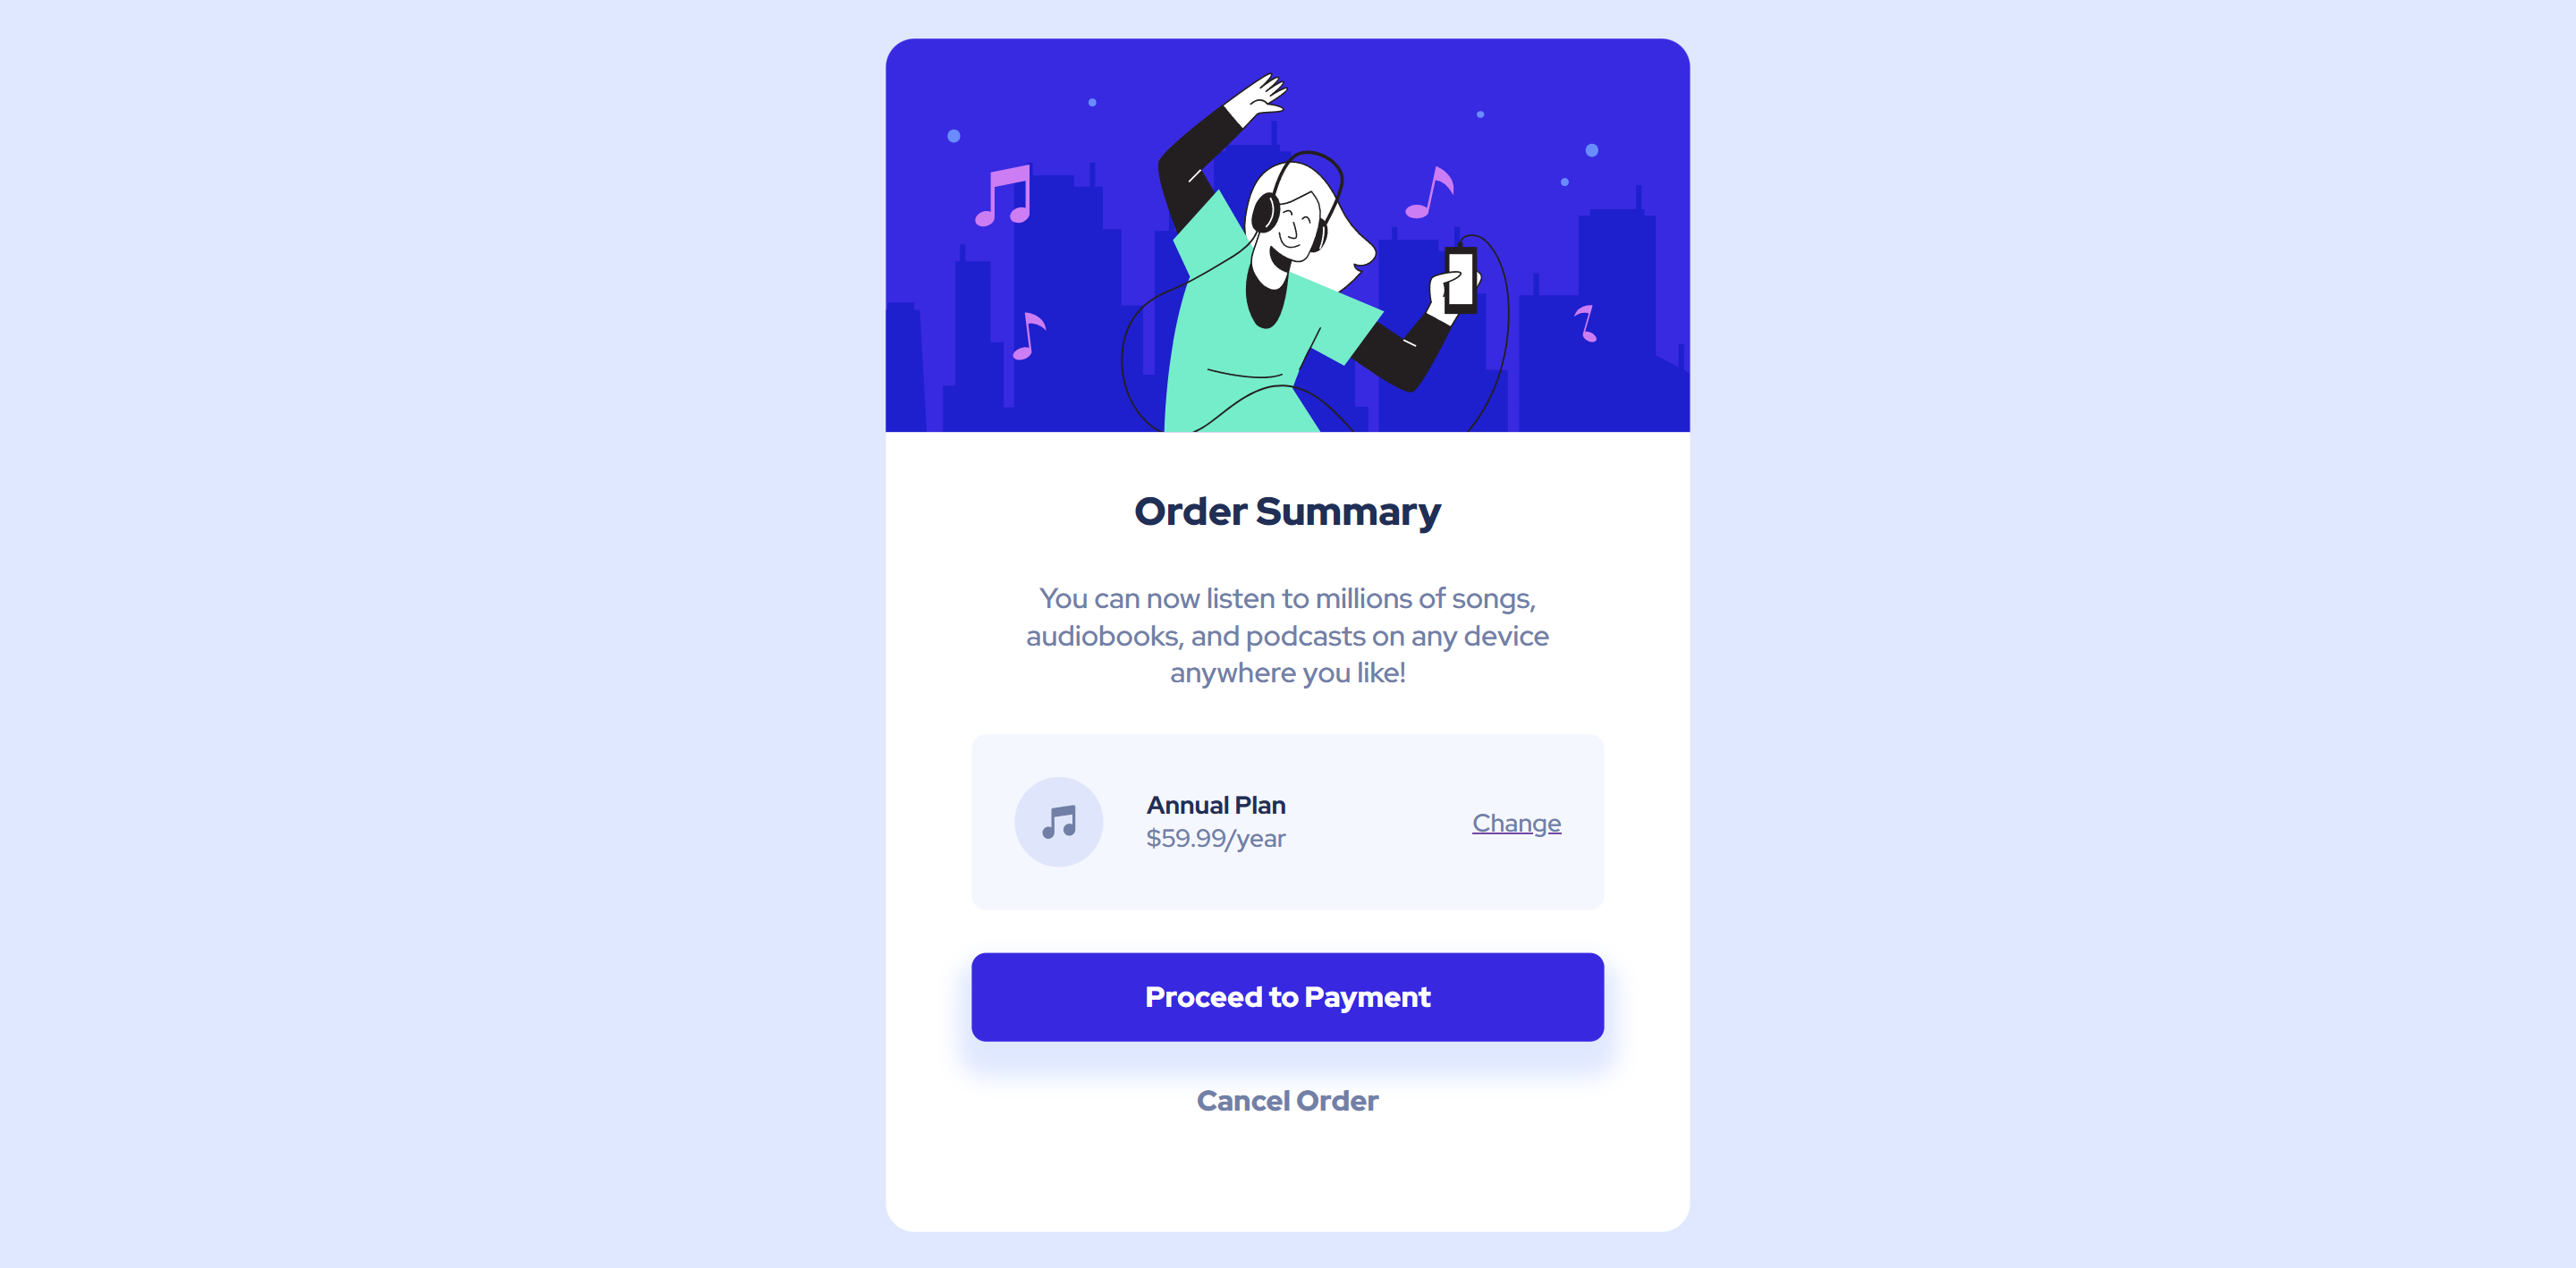 Order Summary
You can now listen to millions of songs,
audiobooks, and podcasts on any device
anywhere you like!
Annual Plan
$59.99/year
Change
Proceed to Payment
Cancel Order